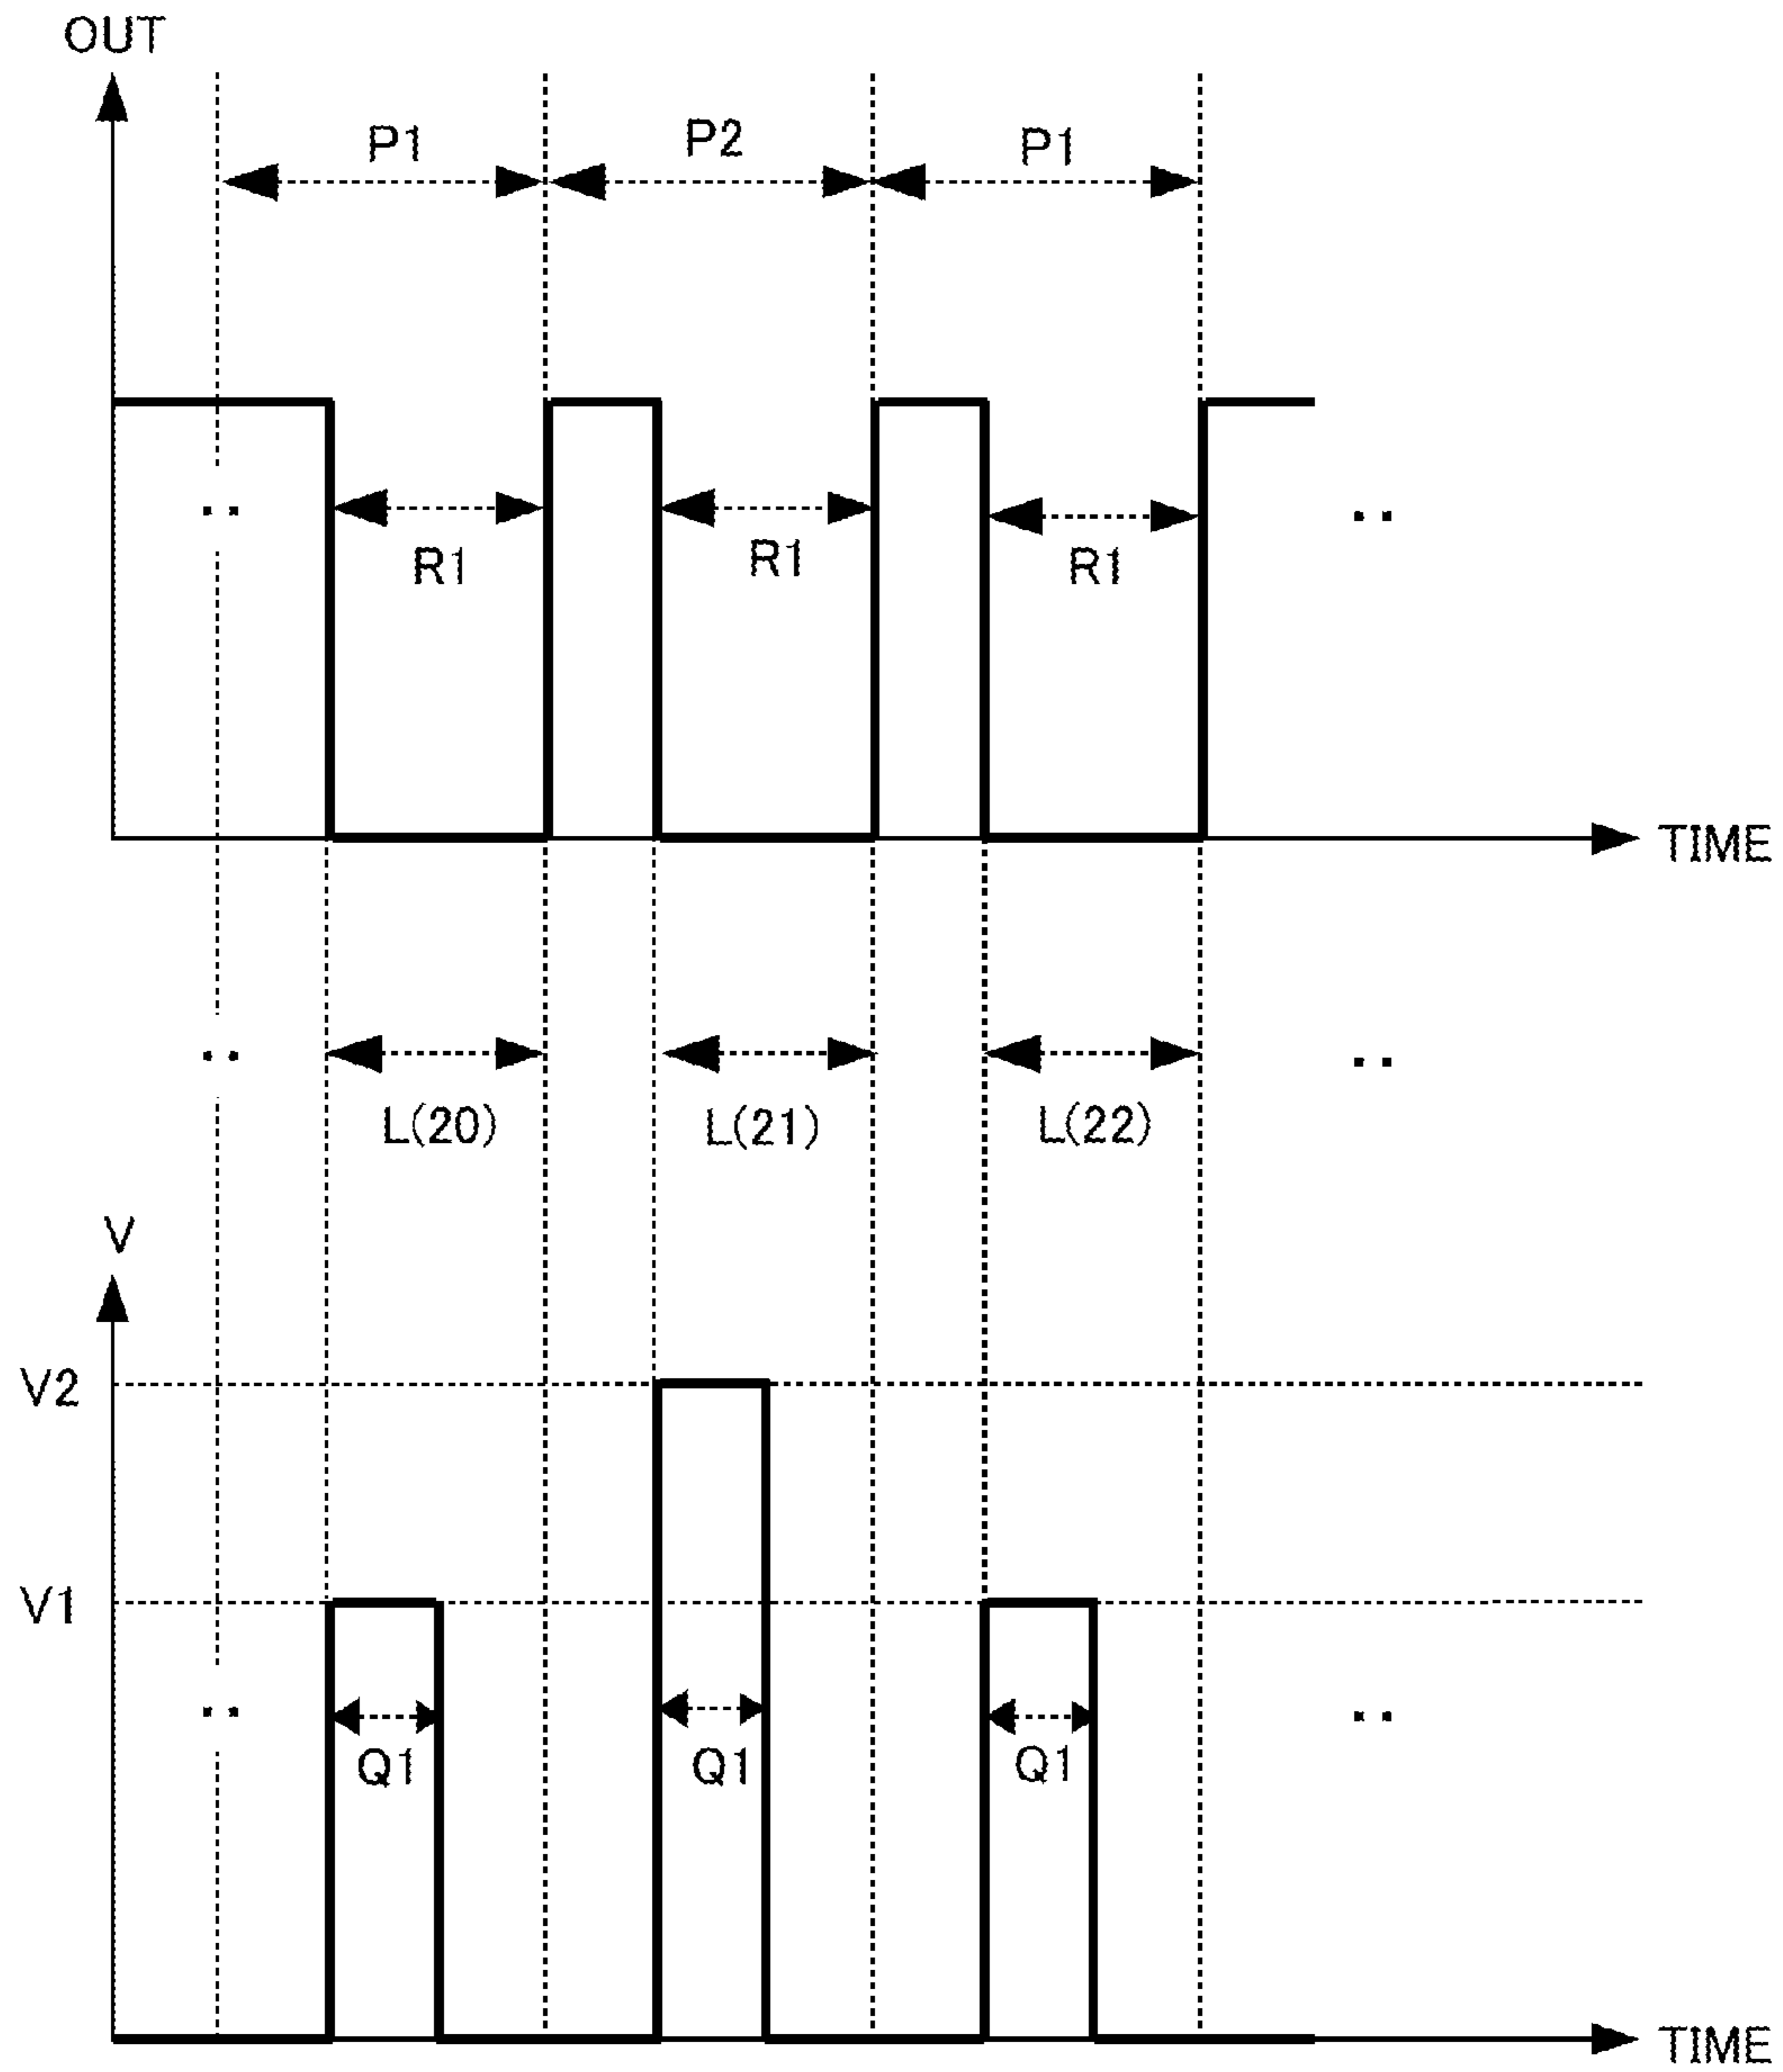 OUT
P1 P2 P1
.. R1 R1 R1 ..
TIME
.. ..
L(20) L(21) L(22)
V
V2
V1
.. ..
Q1 Q1 Q1
TIME